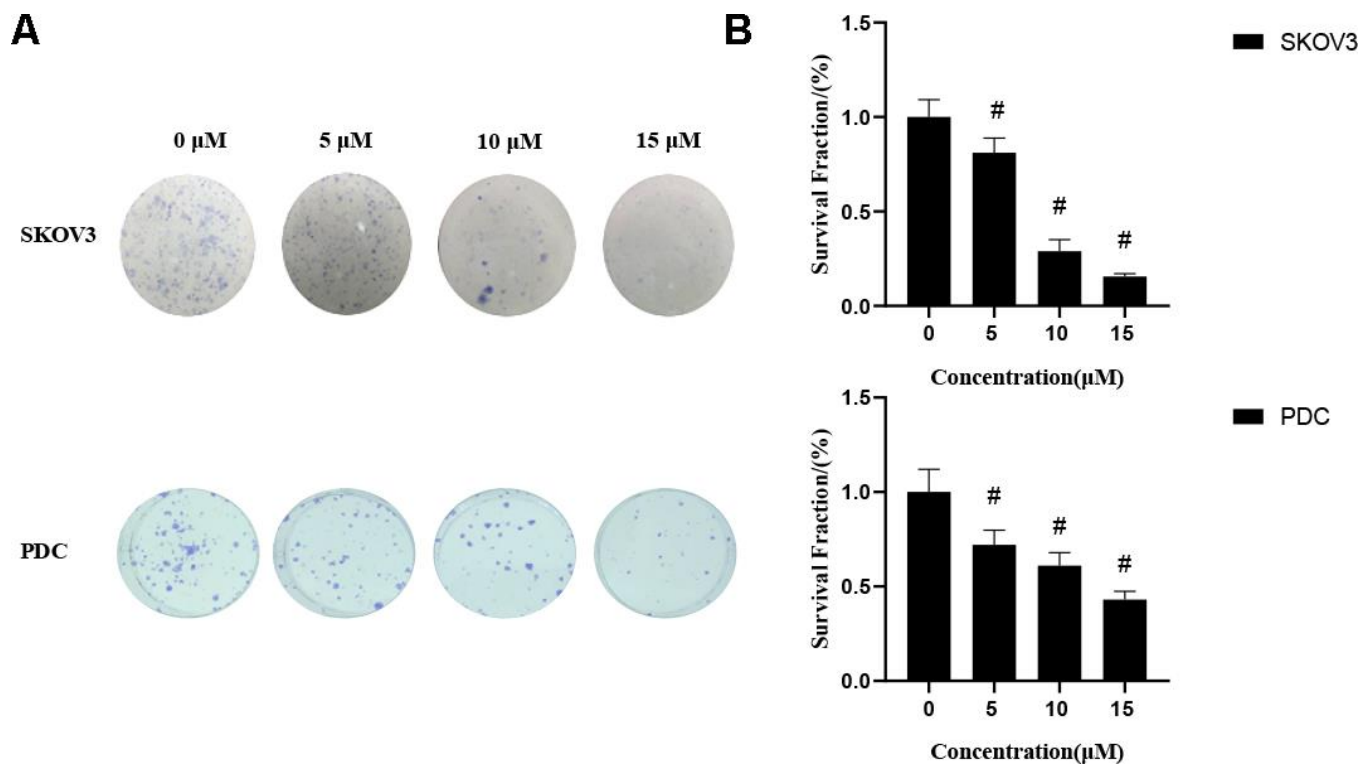 A
0 μM 5 μM 10 μM 15 μM
SKOV3
PDC
B
SKOV3
Survival Fraction/(%)
1.5
1.0
0.5
0.0
# # #
0 5 10 15
Concentration(μM)
PDC
Survival Fraction/(%)
1.5
1.0
0.5
0.0
# # #
0 5 10 15
Concentration(μM)